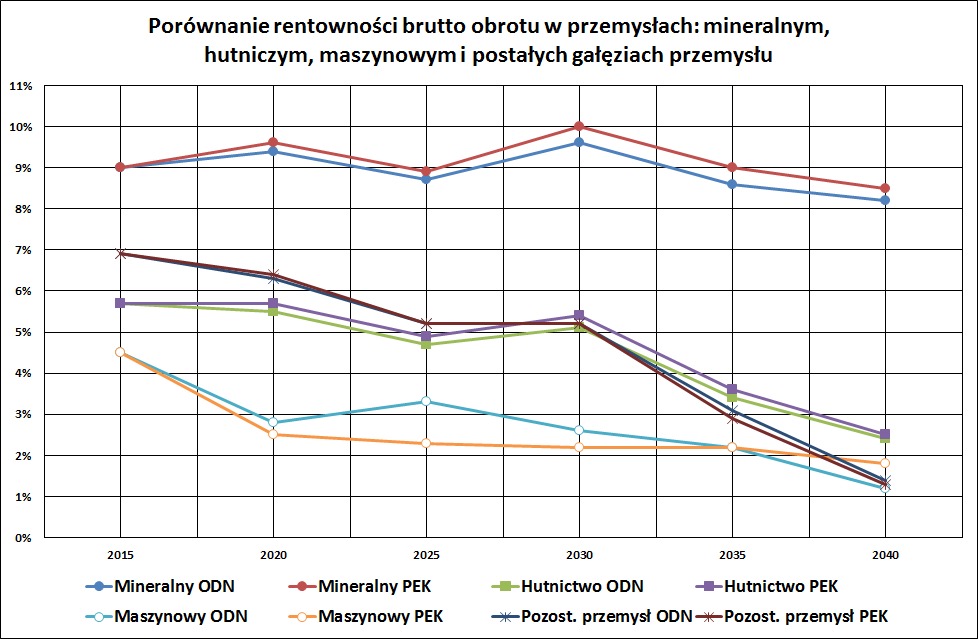 Porównanie rentowności brutto obrotu w przemysłach: mineralnym,
hutniczym, maszynowym i postałych gałęziach przemysłu
11%
10%
9%
8%
7%
6%
5%
4%
3%
2%
1%
0%
2015 2020 2025 2030 2035 2040
Mineralny ODN Mineralny PEK Hutnictwo ODN Hutnictwo PEK
Maszynowy ODN Maszynowy PEK Pozost. przemysł ODN Pozost. przemysł PEK